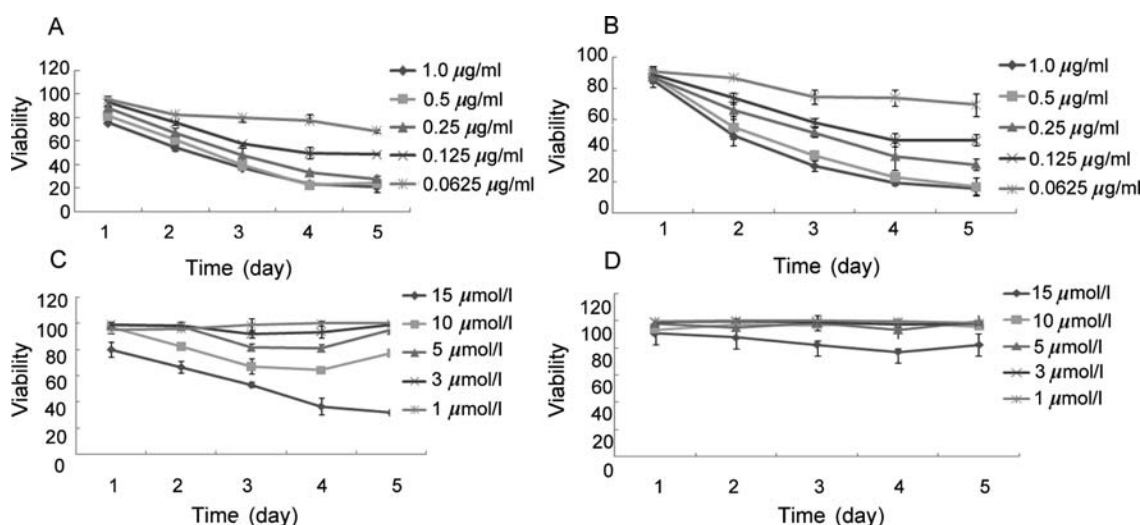 A
Viability
120
100
80
60
40
20
0
1 2 3 4 5
Time (day)
1.0 µg/ml
0.5 µg/ml
0.25 µg/ml
0.125 µg/ml
0.0625 µg/ml
B
Viability
100
80
60
40
20
0
1 2 3 4 5
Time (day)
1.0 µg/ml
0.5 µg/ml
0.25 µg/ml
0.125 µg/ml
0.0625 µg/ml
C
Viability
120
100
80
60
40
20
0
1 2 3 4 5
Time (day)
15 µmol/l
10 µmol/l
5 µmol/l
3 µmol/l
1 µmol/l
D
Viability
120
100
80
60
40
20
0
1 2 3 4 5
Time (day)
15 µmol/l
10 µmol/l
5 µmol/l
3 µmol/l
1 µmol/l